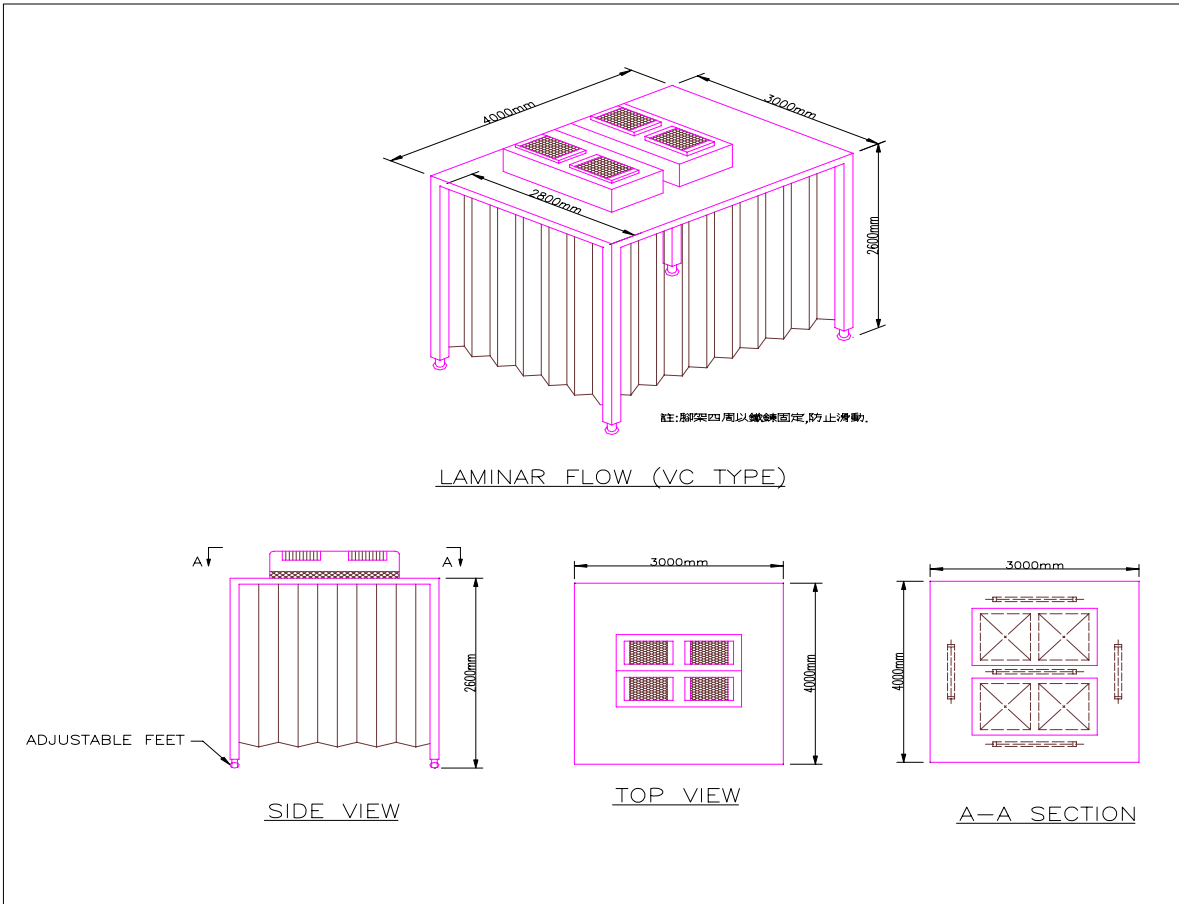 4000mm
3000mm
2800mm
2600mm
註:腳架四周以鐵鍊固定,防止滑動.
LAMINAR FLOW (VC TYPE)
A
A
2600mm
ADJUSTABLE FEET
SIDE VIEW
3000mm
4000mm
TOP VIEW
3000mm
4000mm
A-A SECTION